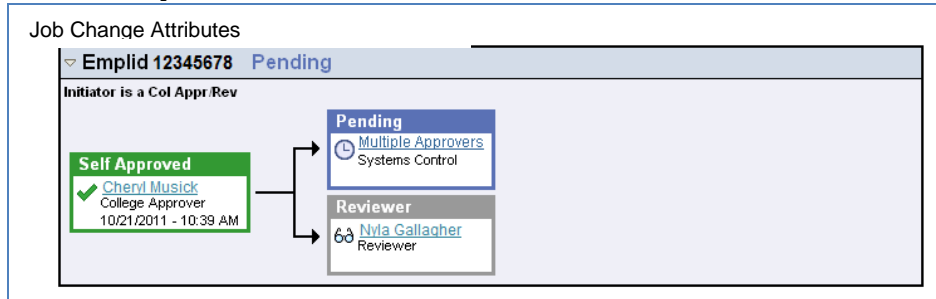 Job Change Attributes
Emplid 12345678 Pending
Initiator is a Col Appr/Rev
Self Approved
Cheryl Musick
College Approver
10/21/2011 - 10:39 AM
Pending
Multiple Approvers
Systems Control
Reviewer
Nyla Gallagher
Reviewer